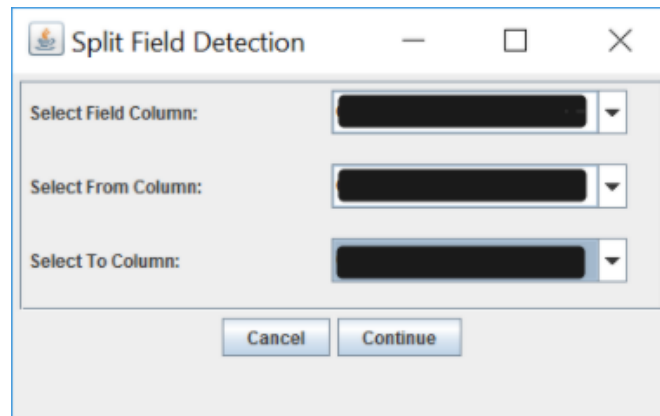 Split Field Detection
Select Field Column:
Select From Column:
Select To Column:
Cancel Continue